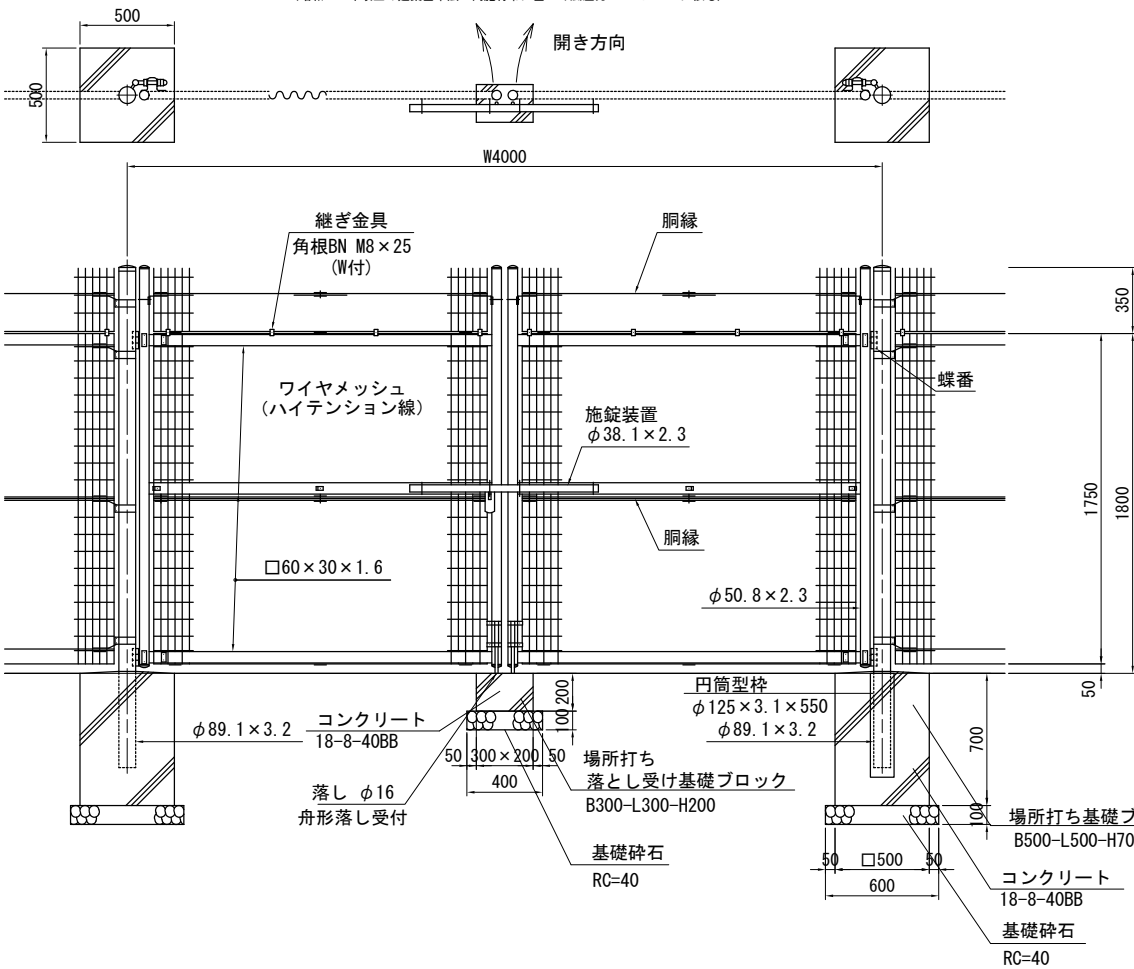 500
開き方向
500
W4000
継ぎ金具
角根BN M8×25
(W付)
胴縁
350
ワイヤメッシュ
(ハイテンション線)
蝶番
施錠装置
φ38.1×2.3
1750
1800
胴縁
□60×30×1.6
φ50.8×2.3
50
φ89.1×3.2
コンクリート
18-8-40BB
200
100
円筒型枠
φ125×3.1×550
φ89.1×3.2
700
50
300×200
50
400
場所打ち
落とし受け基礎ブロック
B300-L300-H200
落し φ16
舟形落し受付
100
場所打ち基礎ブ
B500-L500-H70
基礎砕石
RC=40
50
□500
50
600
コンクリート
18-8-40BB
基礎砕石
RC=40